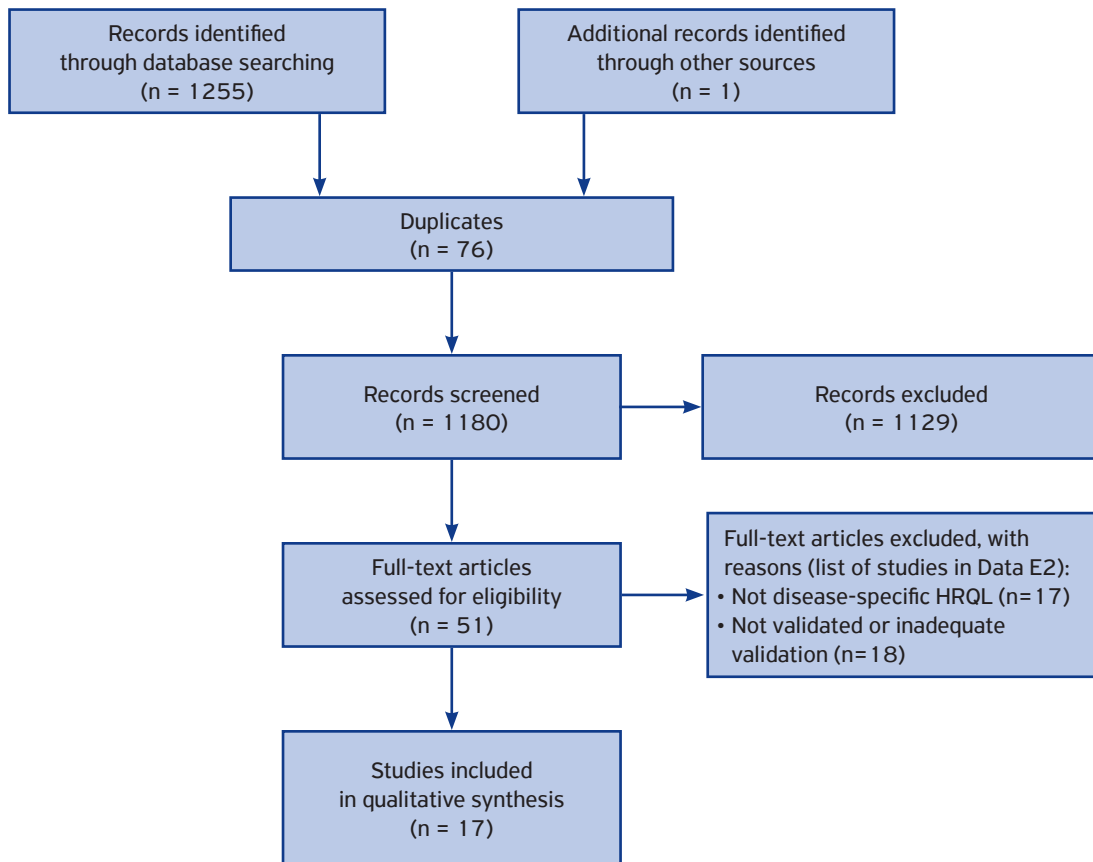 Records identified
through database searching
(n = 1255)
Additional records identified
through other sources
(n = 1)
Duplicates
(n = 76)
Records screened
(n = 1180)
Records excluded
(n = 1129)
Full-text articles
assessed for eligibility
(n = 51)
Full-text articles excluded, with
reasons (list of studies in Data E2):
• Not disease-specific HRQL (n=17)
• Not validated or inadequate
validation (n=18)
Studies included
in qualitative synthesis
(n = 17)